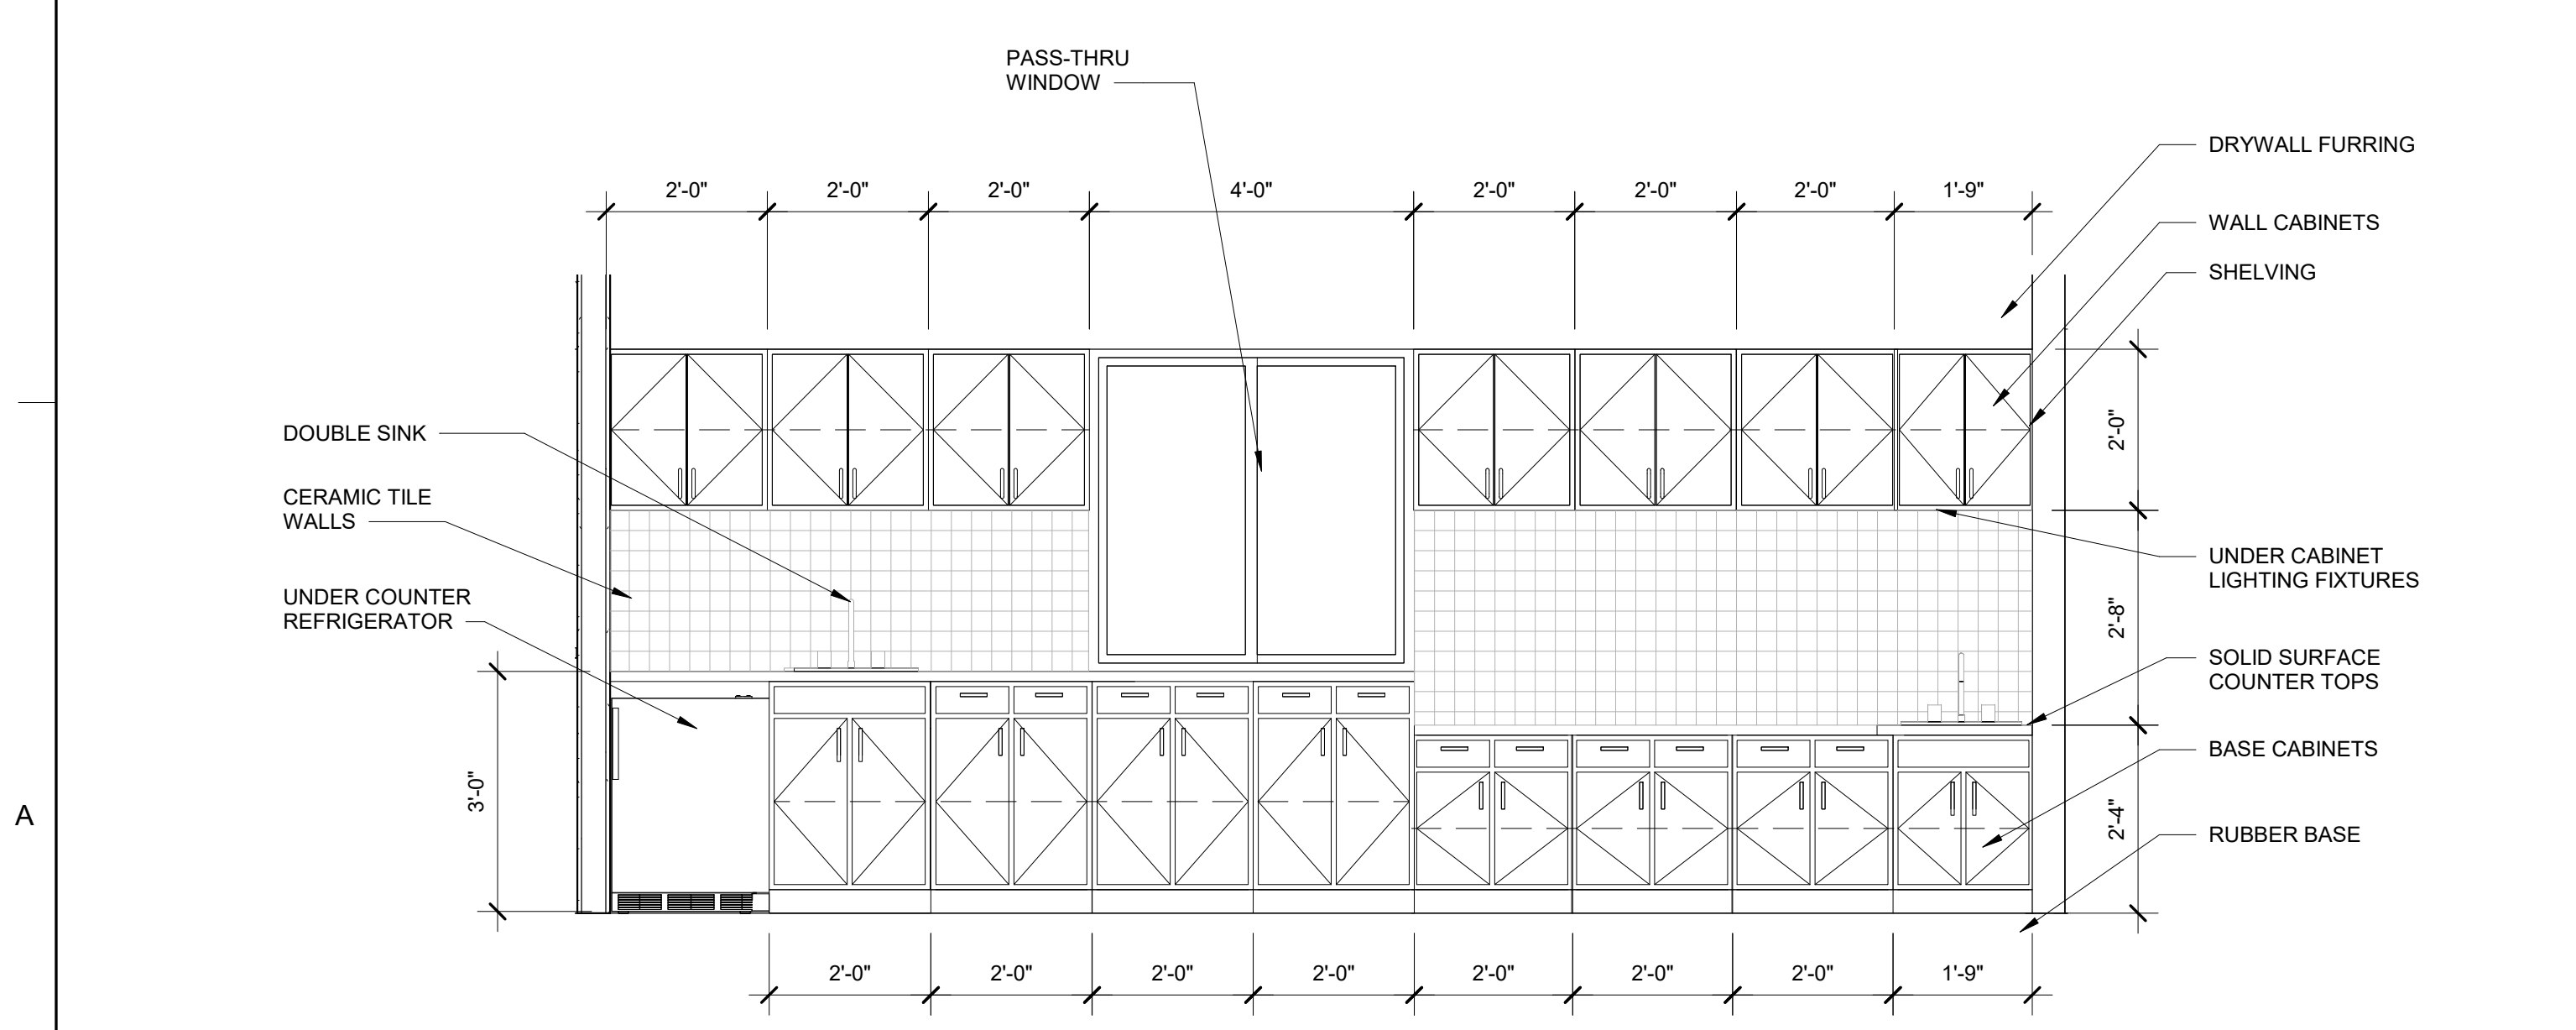 PASS-THRU
WINDOW
DRYWALL FURRING
2'-0" 2'-0" 2'-0" 4'-0" 2'-0" 2'-0" 2'-0" 1'-9"
WALL CABINETS
SHELVING
DOUBLE SINK
2'-0"
CERAMIC TILE
WALLS
UNDER CABINET
LIGHTING FIXTURES
UNDER COUNTER
REFRIGERATOR
2'-8"
SOLID SURFACE
COUNTER TOPS
BASE CABINETS
3'-0"
A
2'-4"
RUBBER BASE
2'-0" 2'-0" 2'-0" 2'-0" 2'-0" 2'-0" 2'-0" 1'-9"